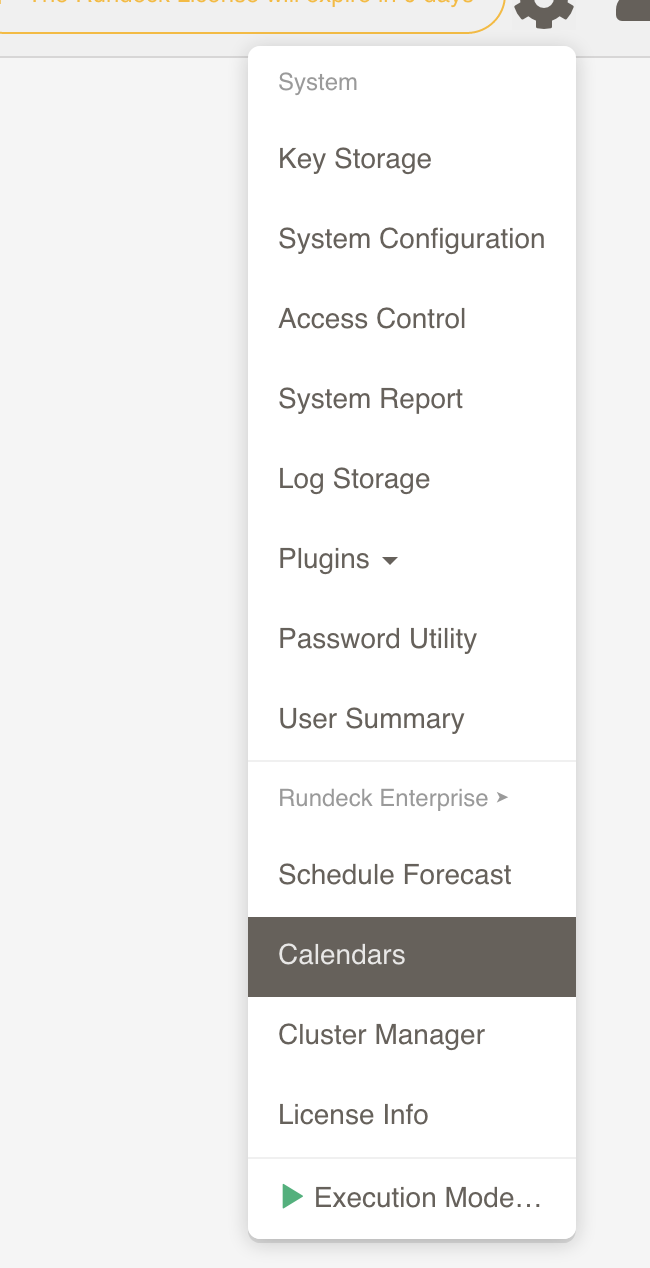 The Rundeck License will expire in days
System
Key Storage
System Configuration
Access Control
System Report
Log Storage
Plugins
Password Utility
User Summary
Rundeck Enterprise ➤
Schedule Forecast
Calendars
Cluster Manager
License Info
Execution Mode…